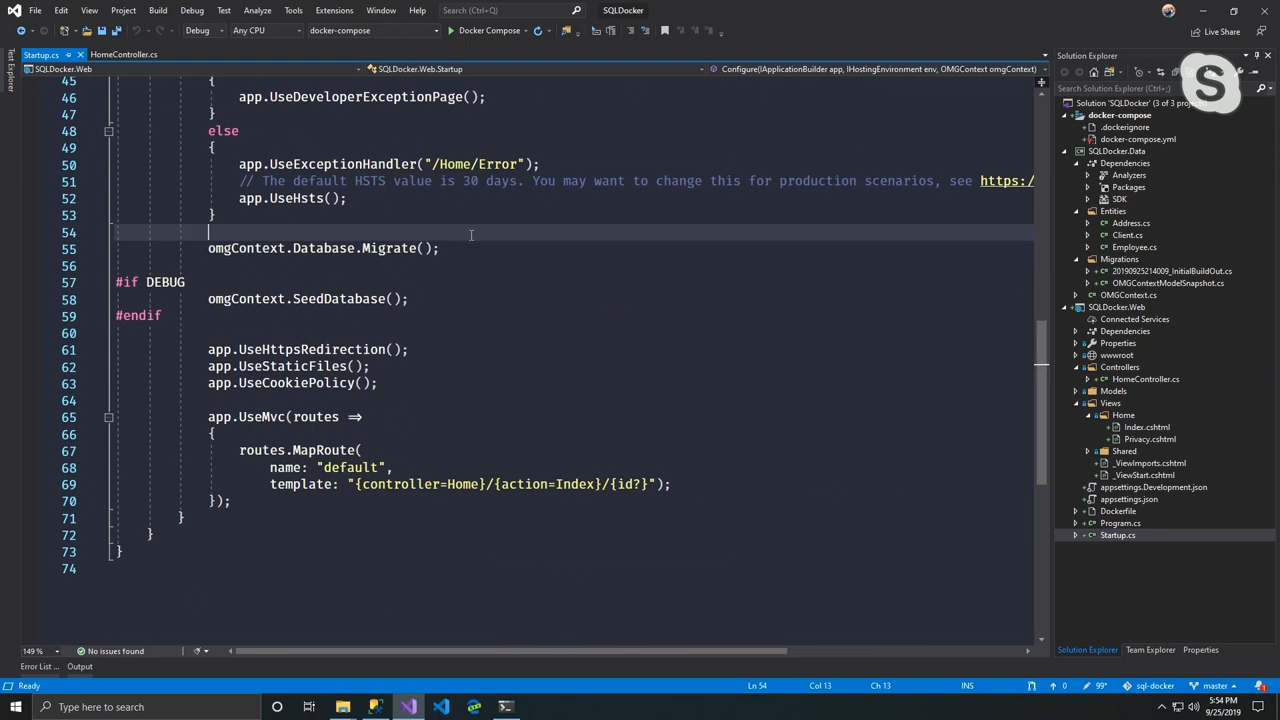 File Edit View Project Build Debug Test Analyze Tools Extensions Window Help Search (Ctrl+Q) SQLDocker
Debug Any CPU docker-compose Docker Compose Live Share
Test Explorer
Startup.cs HomeController.cs
SQLDocker.Web SQLDocker.Web.Startup Configure(IApplicationBuilder app, IHostingEnvironment env, OMGContext omgContext)
45 {
46 app.UseDeveloperExceptionPage();
47 }
48 else
49 {
50 app.UseExceptionHandler("/Home/Error");
51 // The default HSTS value is 30 days. You may want to change this for production scenarios, see https:/
52 app.UseHsts();
53 }
54
55 omgContext.Database.Migrate();
56
57 #if DEBUG
58 omgContext.SeedDatabase();
59 #endif
60
61 app.UseHttpsRedirection();
62 app.UseStaticFiles();
63 app.UseCookiePolicy();
64
65 app.UseMvc(routes =>
66 {
67 routes.MapRoute(
68 name: "default",
69 template: "{controller=Home}/{action=Index}/{id?}");
70 });
71 }
72 }
73 }
74
Solution Explorer
Search Solution Explorer (Ctrl+;)
Solution 'SQLDocker' (3 of 3 projects)
docker-compose
.dockerignore
docker-compose.yml
SQLDocker.Data
Dependencies
Analyzers
Packages
SDK
Entities
Address.cs
Client.cs
Employee.cs
Migrations
20190925214009_InitialBuildOut.cs
OMGContextModelSnapshot.cs
OMGContext.cs
SQLDocker.Web
Connected Services
Dependencies
Properties
wwwroot
Controllers
HomeController.cs
Models
Views
Home
Index.cshtml
Privacy.cshtml
Shared
_ViewImports.cshtml
_ViewStart.cshtml
appsettings.Development.json
appsettings.json
Dockerfile
Program.cs
Startup.cs
149 % No issues found
Solution Explorer Team Explorer Properties
Error List ... Output
Ready Ln 54 Col 13 Ch 13 INS 0 99* sql-docker master 1
Type here to search
5:54 PM
9/25/2019